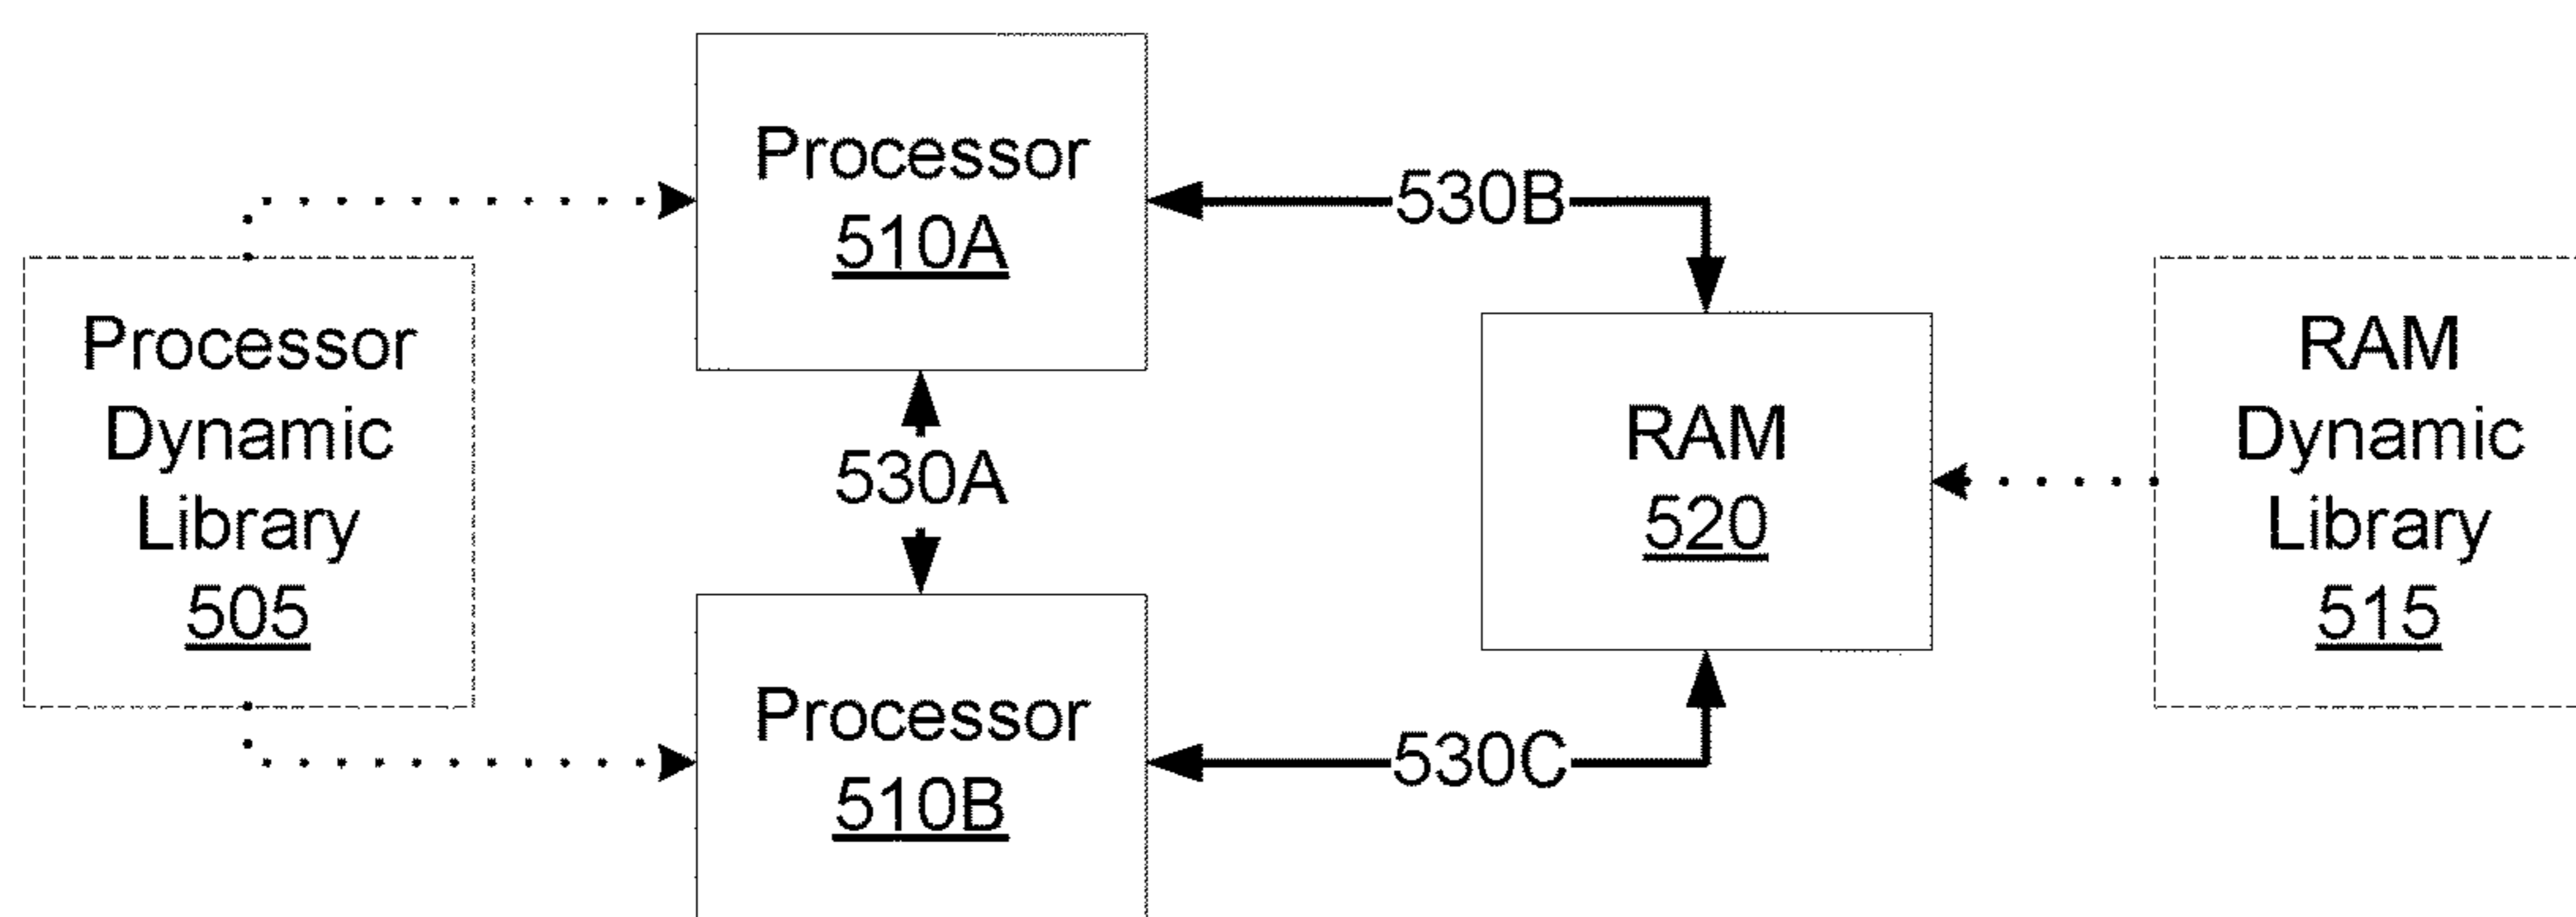 Processor
Dynamic
Library
505
Processor
510A
530A
Processor
510B
530B
530C
RAM
520
RAM
Dynamic
Library
515